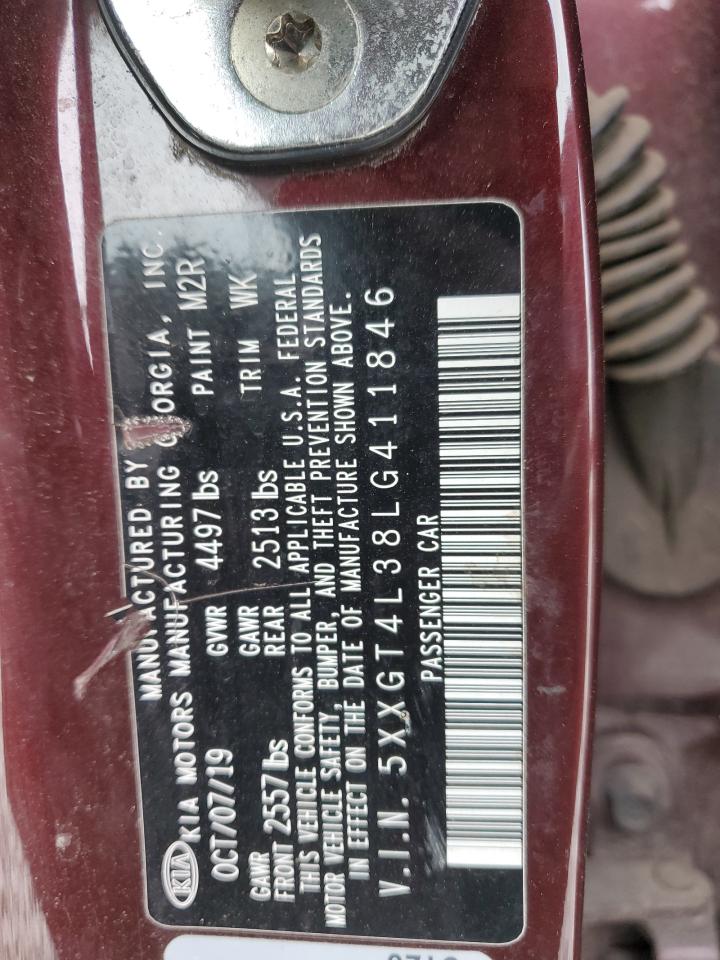 MANUFACTURED BY
KIA KIA MOTORS MANUFACTURING GEORGIA, INC.
OCT/07/19 GVWR 4497 lbs PAINT M2R
GAWR FRONT 2557 lbs GAWR REAR 2513 lbs TRIM WK
THIS VEHICLE CONFORMS TO ALL APPLICABLE U.S.A. FEDERAL
MOTOR VEHICLE SAFETY, BUMPER, AND THEFT PREVENTION STANDARDS
IN EFFECT ON THE DATE OF MANUFACTURE SHOWN ABOVE.
V.I.N. 5XXGT4L38LG411846
PASSENGER CAR